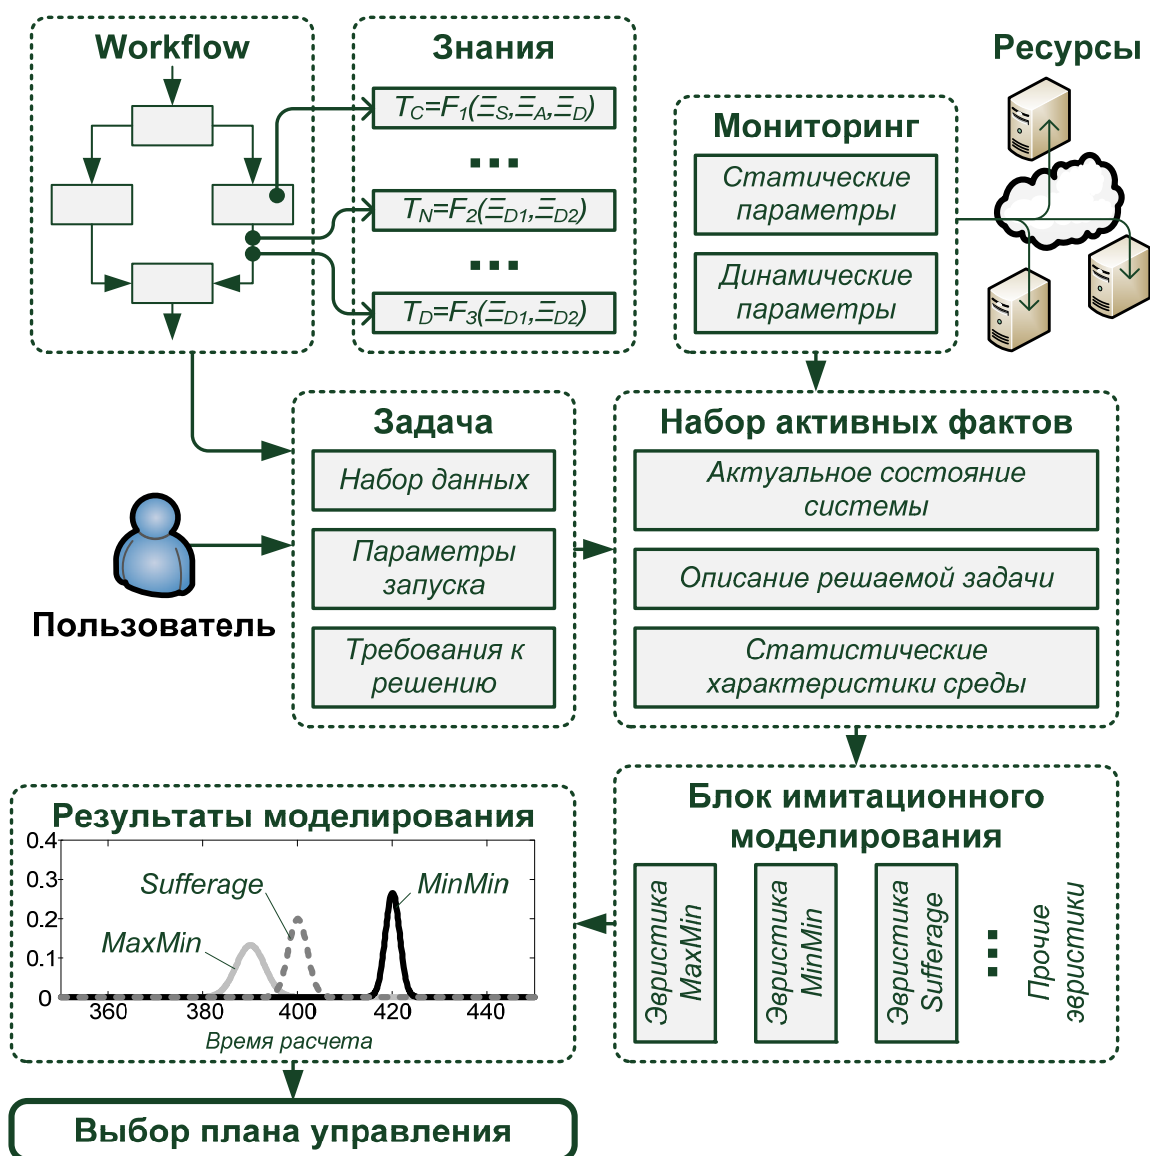 Workflow
Знания
T_C=F_1(Ξ_S,Ξ_A,Ξ_D)
...
T_N=F_2(Ξ_D1,Ξ_D2)
...
T_D=F_3(Ξ_D1,Ξ_D2)
Ресурсы
Мониторинг
Статические
параметры
Динамические
параметры
Задача
Набор данных
Параметры
запуска
Требования к
решению
Пользователь
Набор активных фактов
Актуальное состояние
системы
Описание решаемой задачи
Статистические
характеристики среды
Блок имитационного
моделирования
Эвристика
MaxMin
Эвристика
MinMin
Эвристика
Sufferage
...
Прочие
эвристики
Результаты моделирования
0.4
0.3
0.2
0.1
0
Sufferage
MinMin
MaxMin
360
380
400
420
440
Время расчета
Выбор плана управления